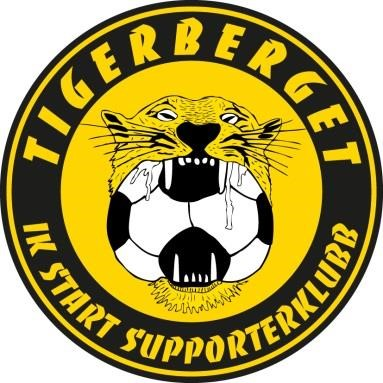 TIGERBERGET
IK START SUPPORTERKLUBB